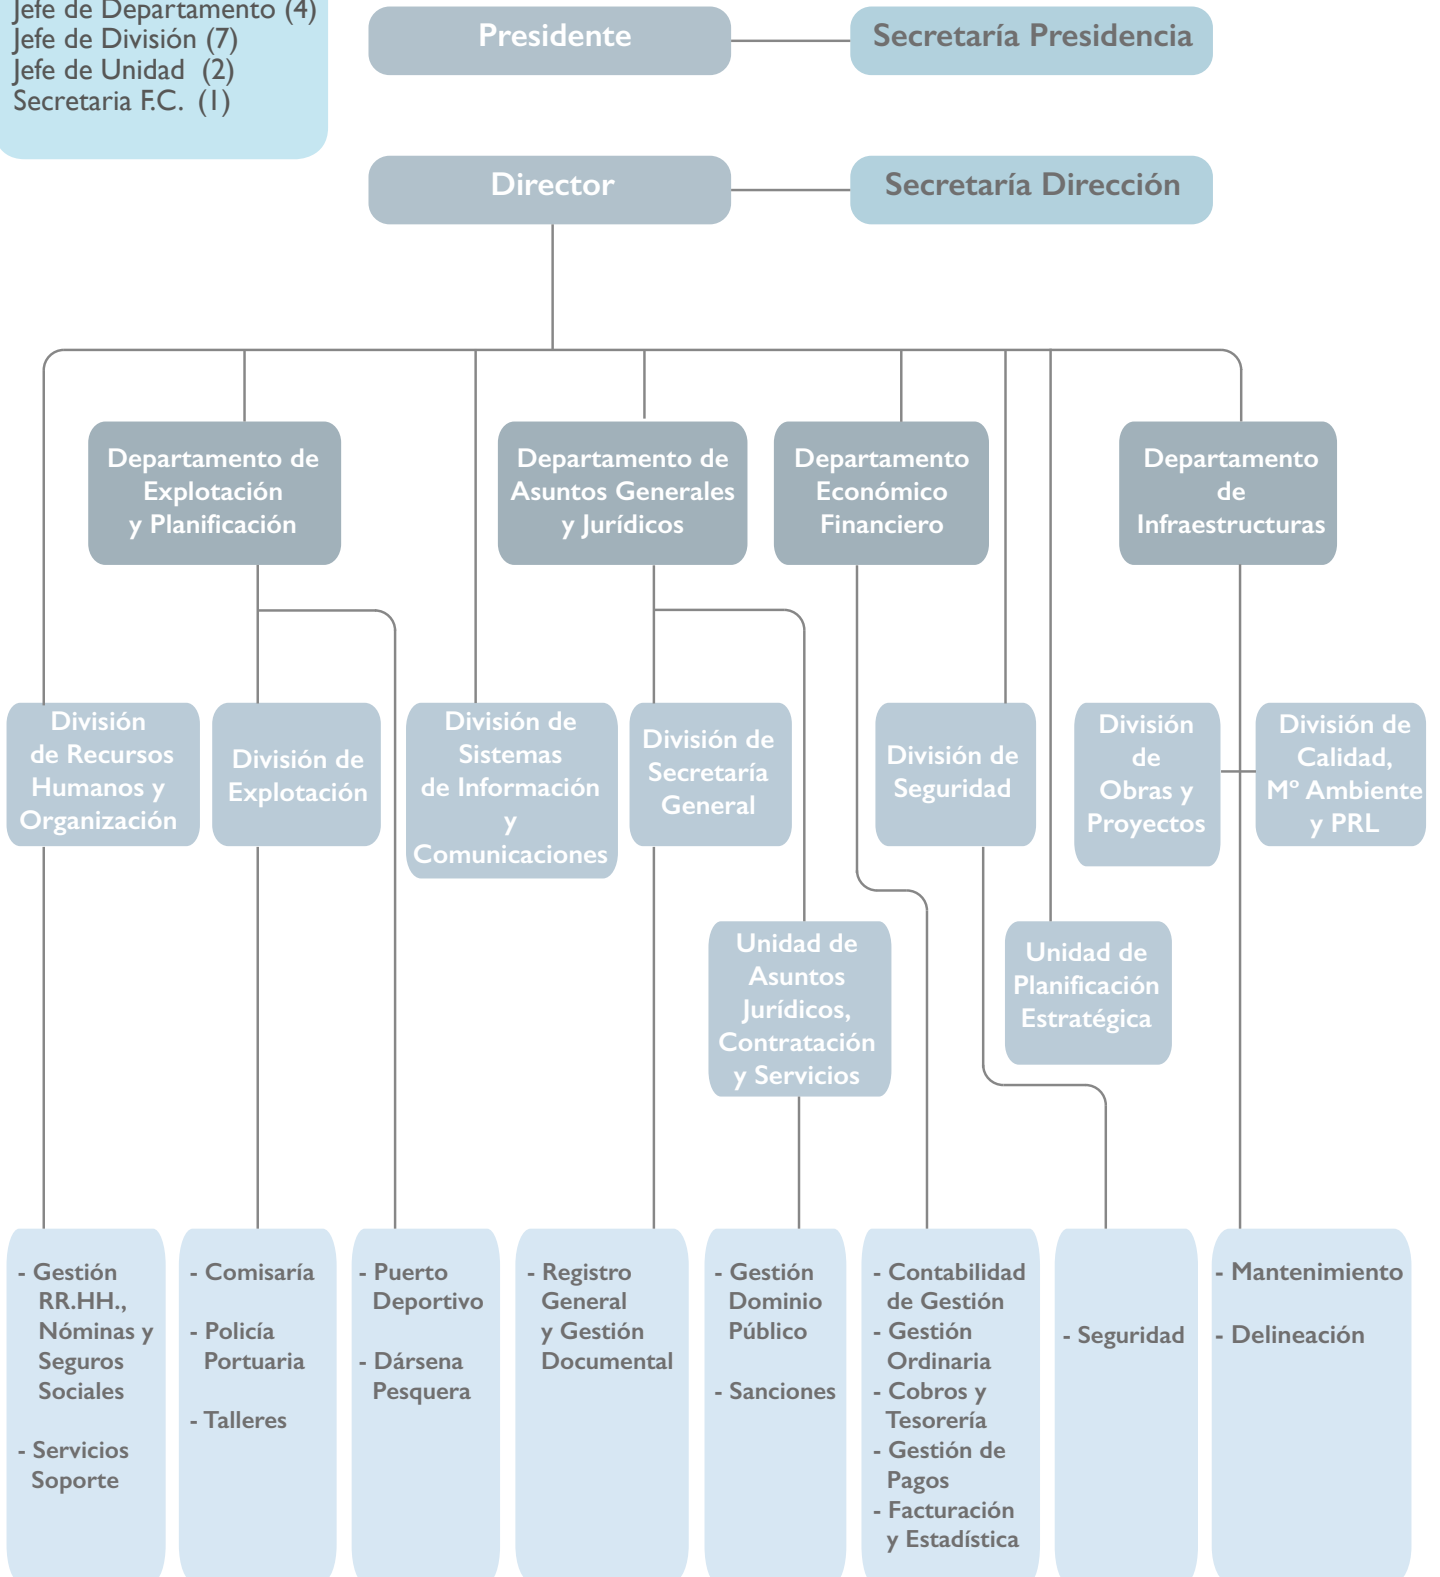 Jefe de Departamento (4)
Jefe de División (7)
Jefe de Unidad (2)
Secretaria F.C. (1)
Presidente
Secretaría Presidencia
Director
Secretaría Dirección
Departamento de
Explotación
y Planificación
Departamento de
Asuntos Generales
y Jurídicos
Departamento
Económico
Financiero
Departamento
de
Infraestructuras
División
de Recursos
Humanos y
Organización
División de
Explotación
División de
Sistemas
de Información
y
Comunicaciones
División de
Secretaría
General
División de
Seguridad
División
de
Obras y
Proyectos
División de
Calidad,
Mº Ambiente
y PRL
Unidad de
Asuntos
Jurídicos,
Contratación
y Servicios
Unidad de
Planificación
Estratégica
- Gestión
RR.HH.,
Nóminas y
Seguros
Sociales
- Servicios
Soporte
- Comisaría
- Policía
Portuaria
- Talleres
- Puerto
Deportivo
- Dársena
Pesquera
- Registro
General
y Gestión
Documental
- Gestión
Dominio
Público
- Sanciones
- Contabilidad
de Gestión
- Gestión
Ordinaria
- Cobros y
Tesorería
- Gestión de
Pagos
- Facturación
y Estadística
- Seguridad
- Mantenimiento
- Delineación